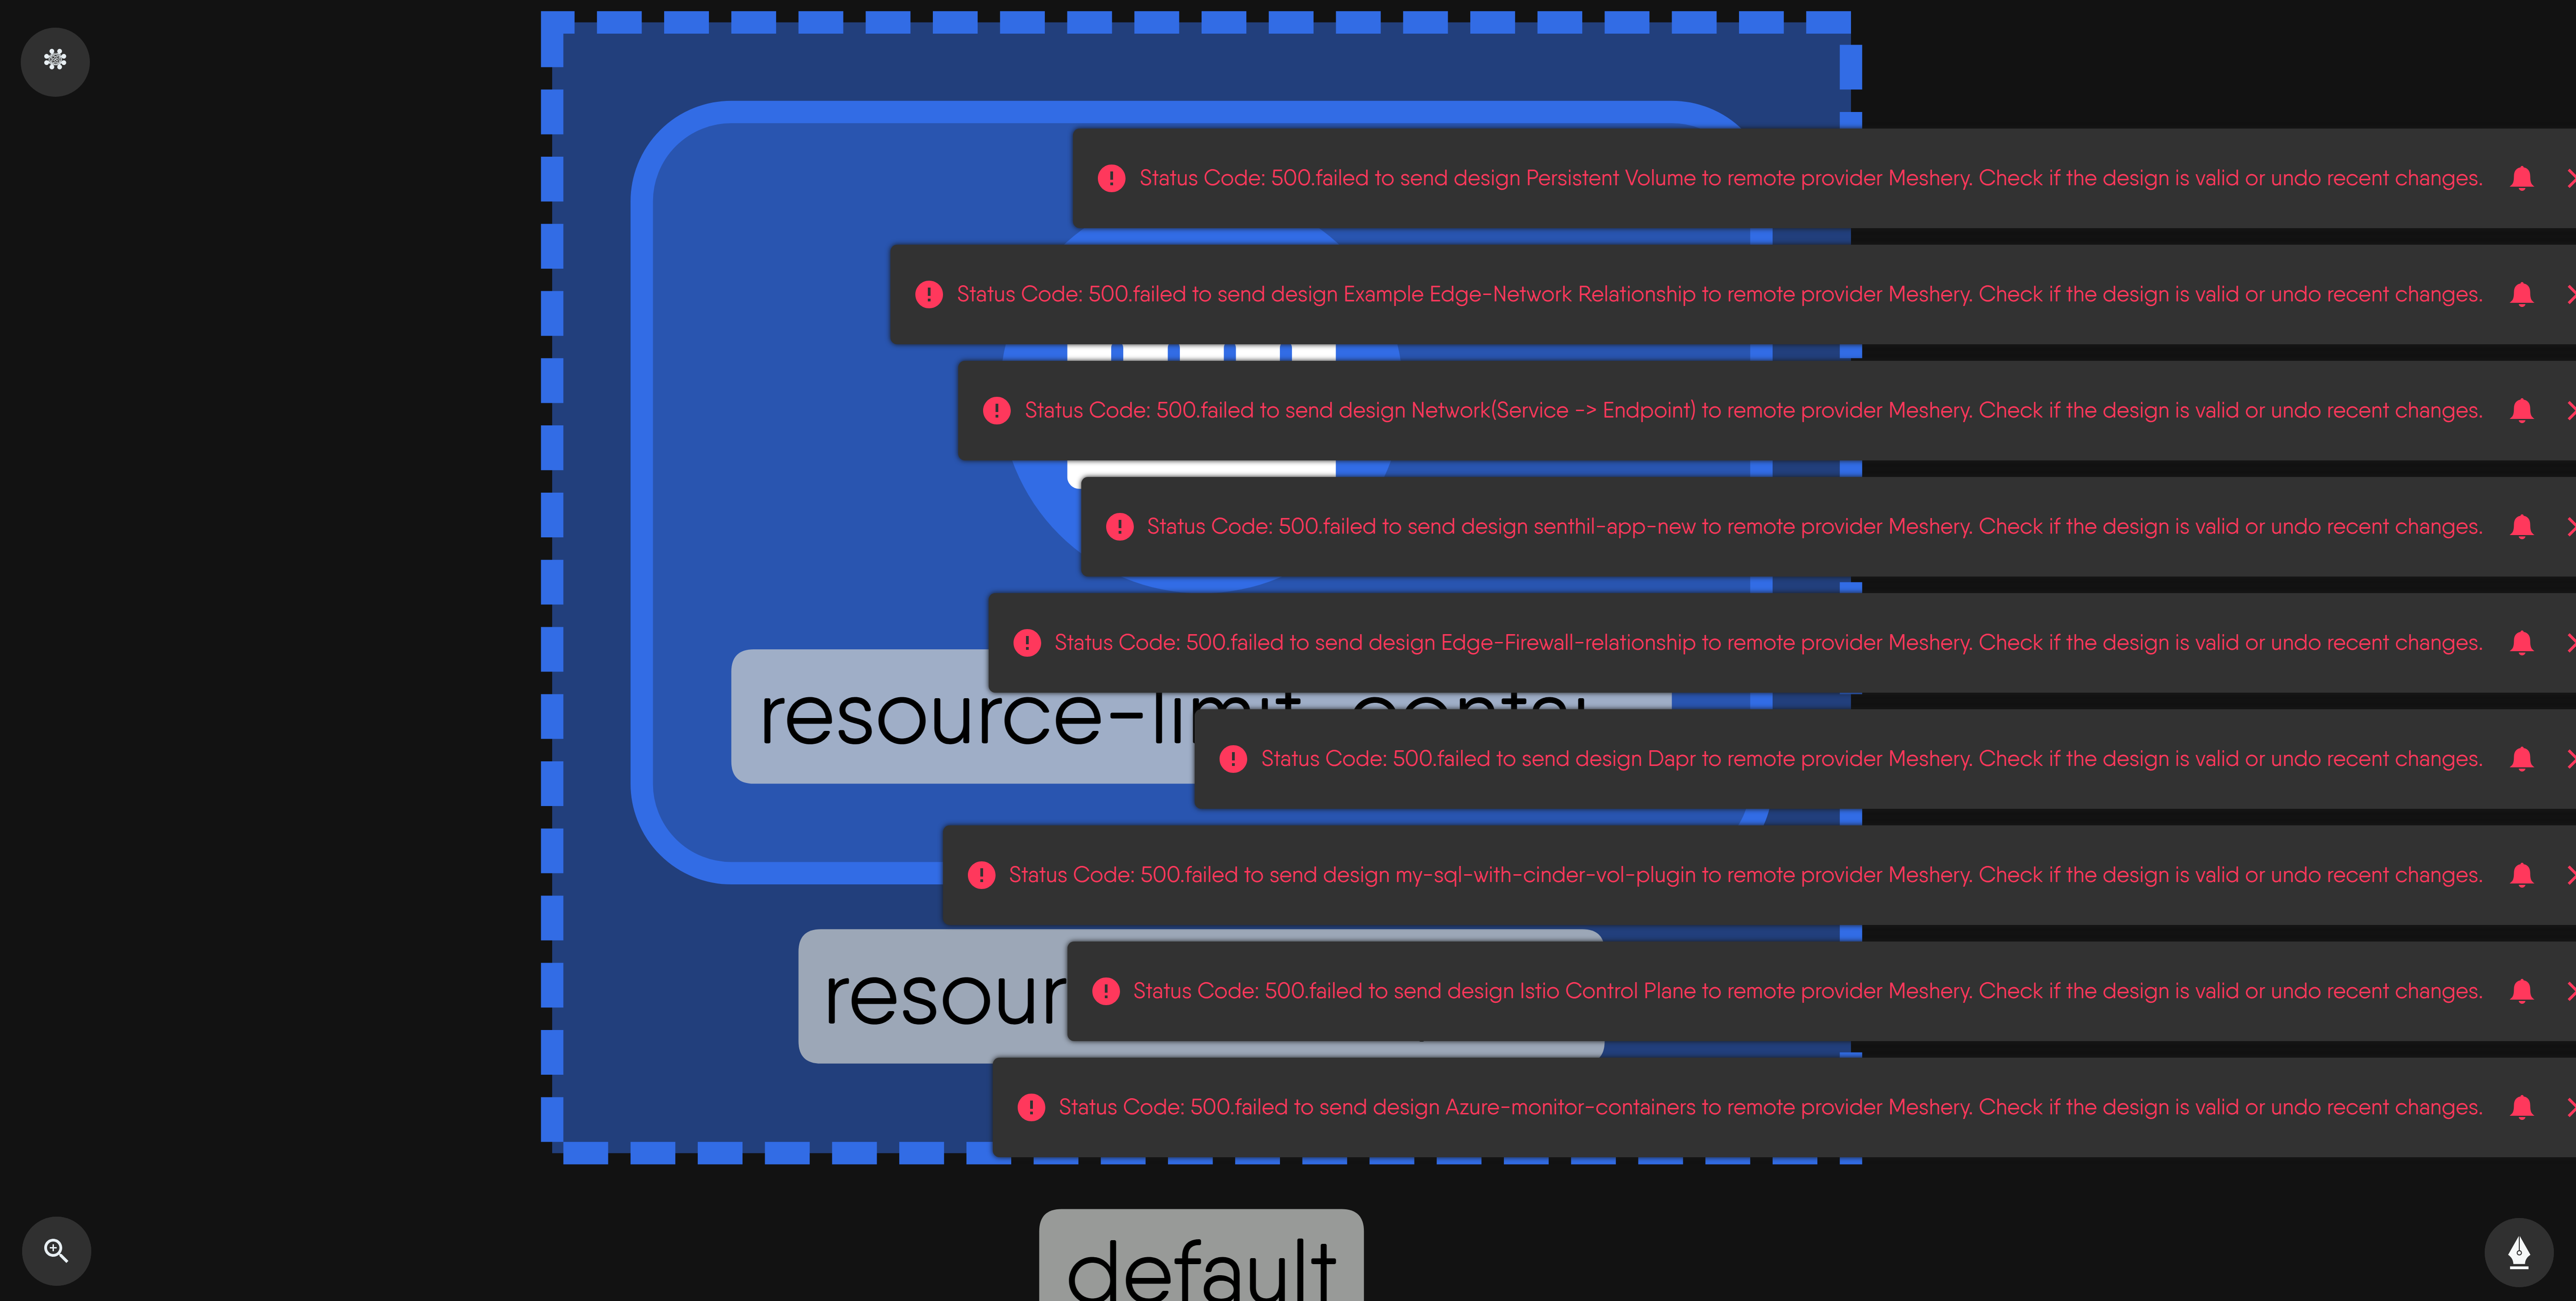 Status Code: 500.failed to send design Persistent Volume to remote provider Meshery. Check if the design is valid or undo recent changes.
Status Code: 500.failed to send design Example Edge-Network Relationship to remote provider Meshery. Check if the design is valid or undo recent changes.
Status Code: 500.failed to send design Network(Service -> Endpoint) to remote provider Meshery. Check if the design is valid or undo recent changes.
Status Code: 500.failed to send design senthil-app-new to remote provider Meshery. Check if the design is valid or undo recent changes.
Status Code: 500.failed to send design Edge-Firewall-relationship to remote provider Meshery. Check if the design is valid or undo recent changes.
resource-limit-
Status Code: 500.failed to send design Dapr to remote provider Meshery. Check if the design is valid or undo recent changes.
Status Code: 500.failed to send design my-sql-with-cinder-vol-plugin to remote provider Meshery. Check if the design is valid or undo recent changes.
resour
Status Code: 500.failed to send design Istio Control Plane to remote provider Meshery. Check if the design is valid or undo recent changes.
Status Code: 500.failed to send design Azure-monitor-containers to remote provider Meshery. Check if the design is valid or undo recent changes.
default